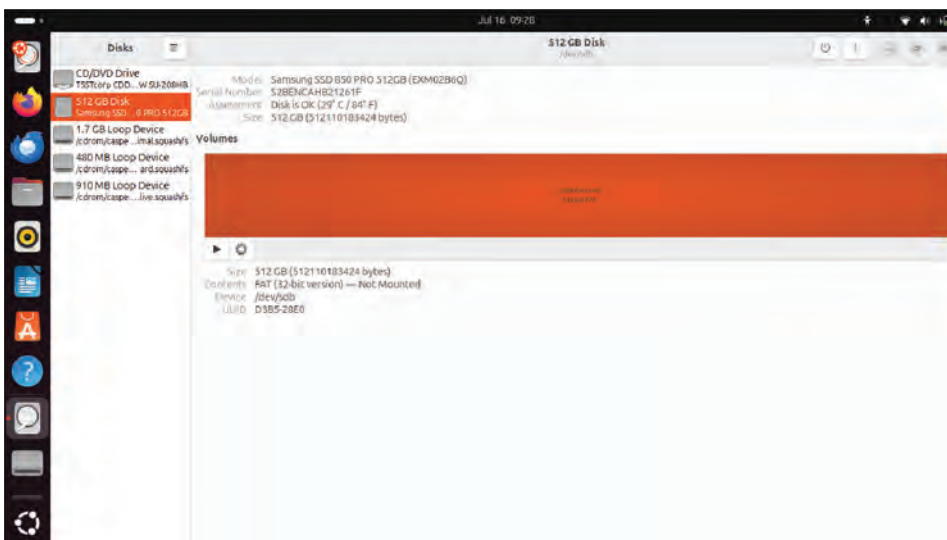 Jul 16 09:28
Disks
512 GB Disk
/dev/sdb
CD/DVD Drive
TSSTcorp CDD...W SU-208HB
512 GB Disk
Samsung SSD ...0 PRO 512GB
1.7 GB Loop Device
/cdrom/caspe... imal.squashfs
480 MB Loop Device
/cdrom/caspe... ard.squashfs
910 MB Loop Device
/cdrom/caspe... .live.squashfs
Model Samsung SSD 850 PRO 512GB (EXM02B6Q)
Serial Number S2BENCAHB21261F
Assessment Disk is OK (29° C / 84° F)
Size 512 GB (512110183424 bytes)
Volumes
Size 512 GB (512110183424 bytes)
Contents FAT (32-bit version) — Not Mounted
Device /dev/sdb
UUID D3B5-28E0